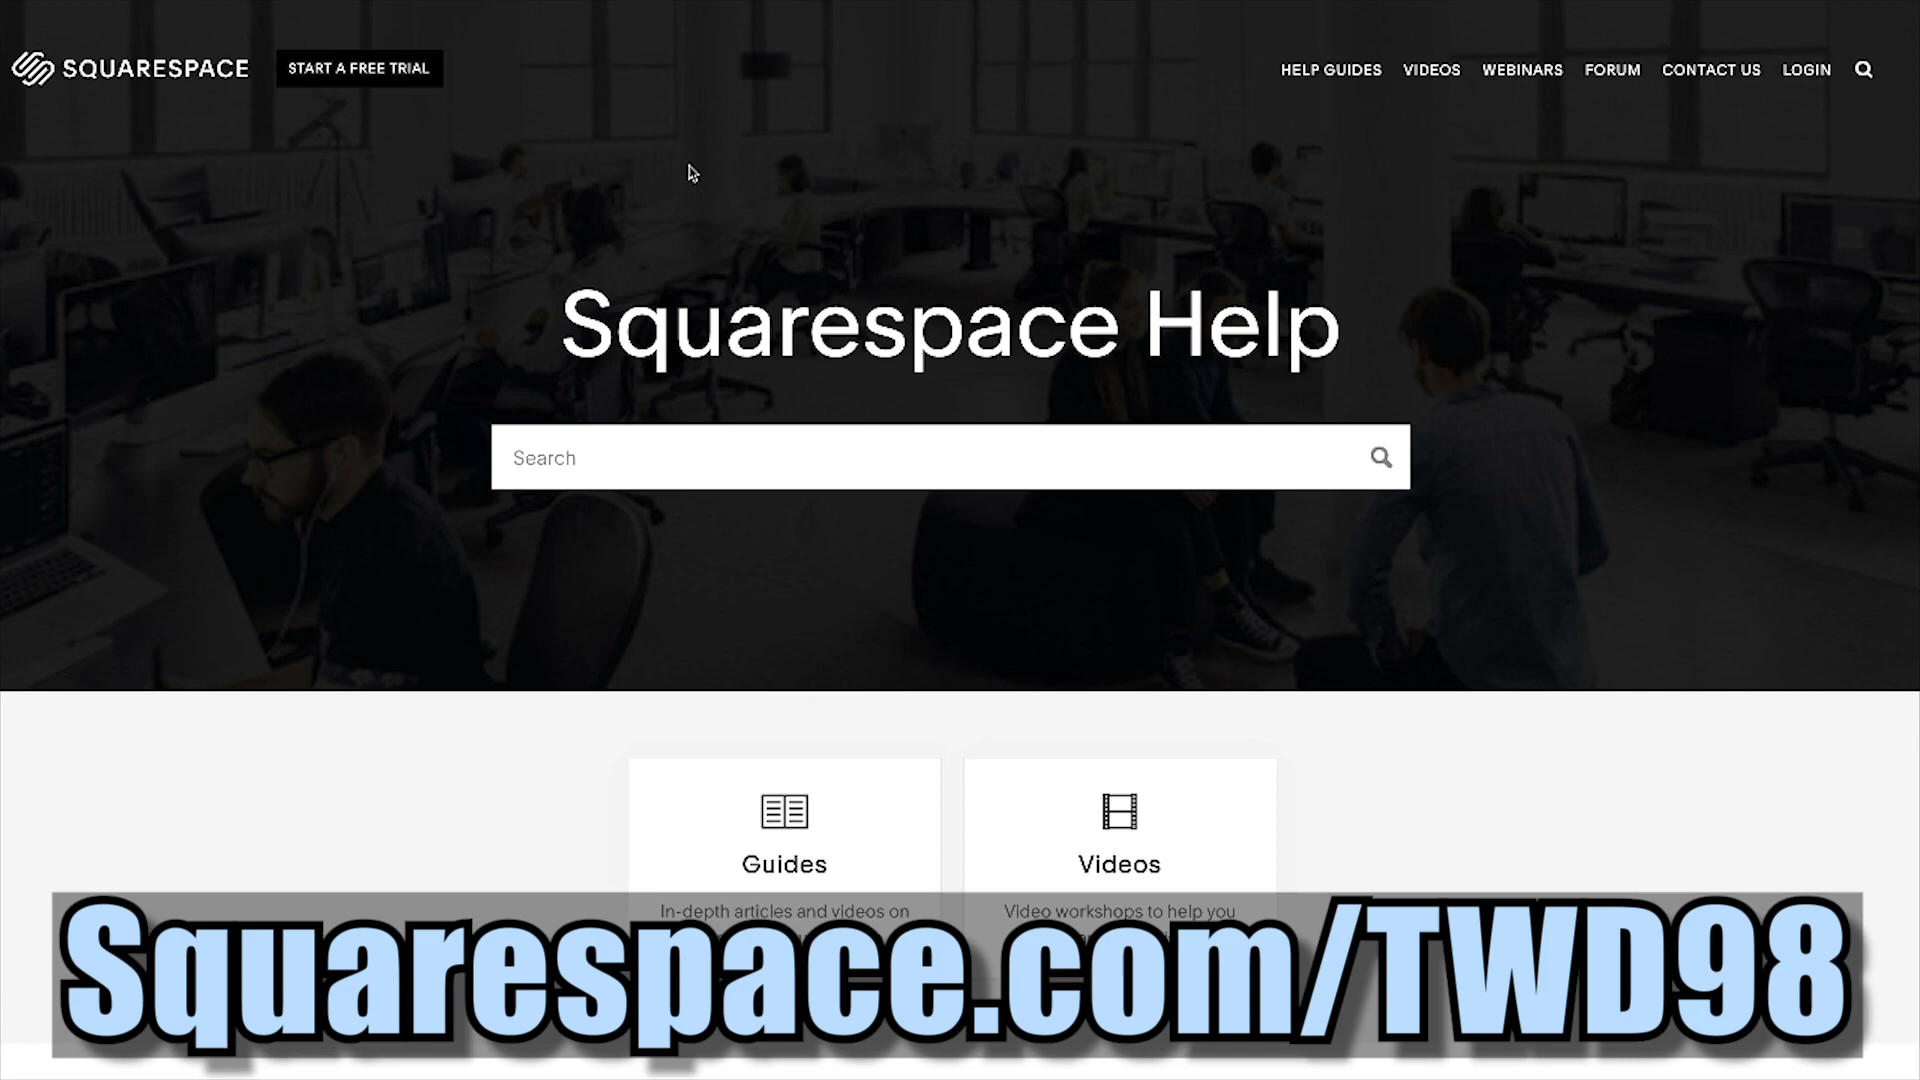 SQUARESPACE
START A FREE TRIAL
HELP GUIDES
VIDEOS
WEBINARS
FORUM
CONTACT US
LOGIN
Squarespace Help
Search
Guides
Videos
In-depth articles and videos on
Video workshops to help you
Squarespace.com/TWD98